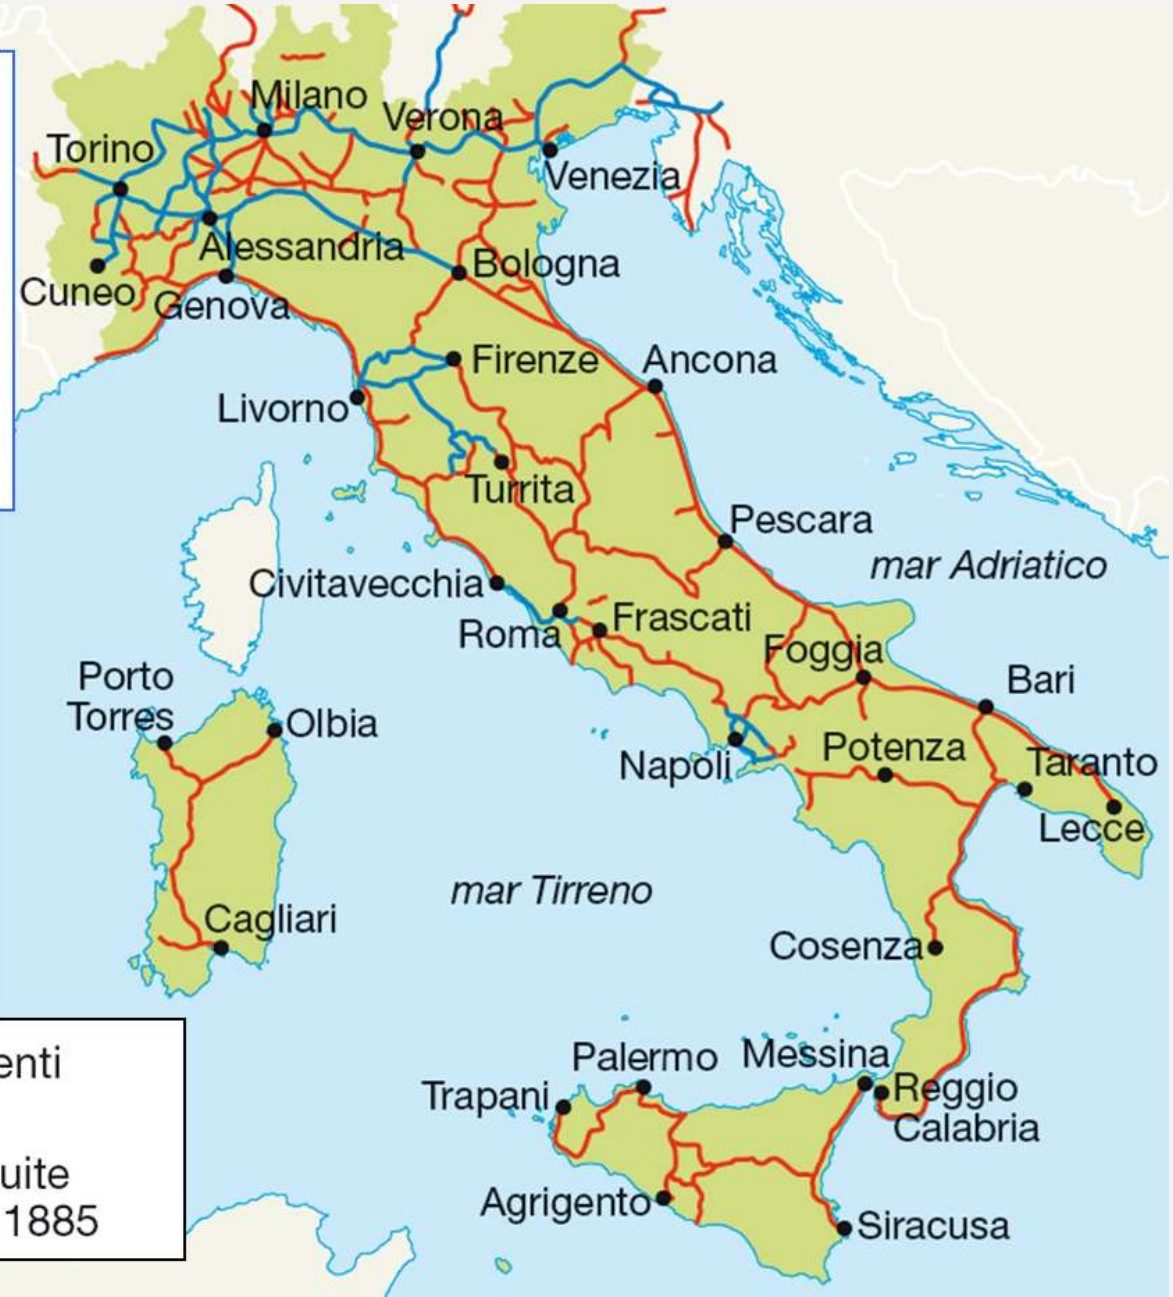 Milano
Verona
Torino
Venezia
Alessandria
Bologna
Cuneo
Genova
Firenze
Ancona
Livorno
Turrita
Pescara
mar Adriatico
Civitavecchia
Frascati
Roma
Foggia
Porto
Torres
Bari
Olbia
Napoli
Potenza
Taranto
Lecce
mar Tirreno
Cagliari
Cosenza
enti
Palermo
Messina
Reggio
Calabria
Trapani
uite
1885
Agrigento
Siracusa